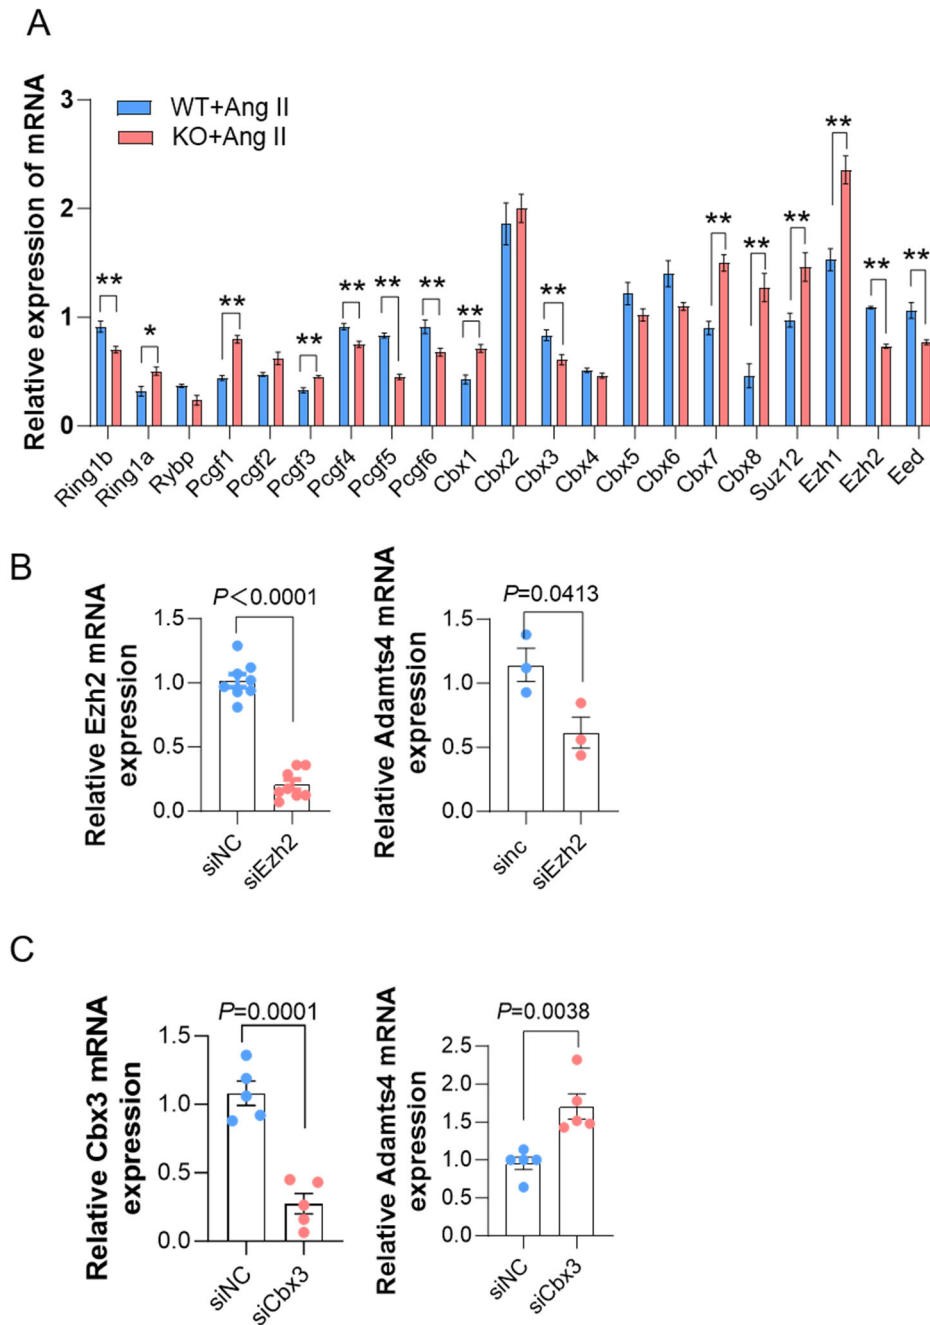 A
Relative expression of mRNA
3
2
1
0
WT+Ang II
KO+Ang II
**
*
**
**
**
**
**
**
**
**
**
**
**
**
**
Ring1b
Ring1a
Rybp
Pcgf1
Pcgf2
Pcgf3
Pcgf4
Pcgf5
Pcgf6
Cbx1
Cbx2
Cbx3
Cbx4
Cbx5
Cbx6
Cbx7
Cbx8
Suz12
Ezh1
Ezh2
Eed
B
Relative Ezh2 mRNA
expression
P<0.0001
1.5
1.0
0.5
0.0
siNC
siEzh2
Relative Adamts4 mRNA
expression
P=0.0413
1.5
1.0
0.5
0.0
sinc
siEzh2
C
Relative Cbx3 mRNA
expression
P=0.0001
1.5
1.0
0.5
0.0
siNC
siCbx3
Relative Adamts4 mRNA
expression
P=0.0038
2.5
2.0
1.5
1.0
0.5
0.0
siNC
siCbx3